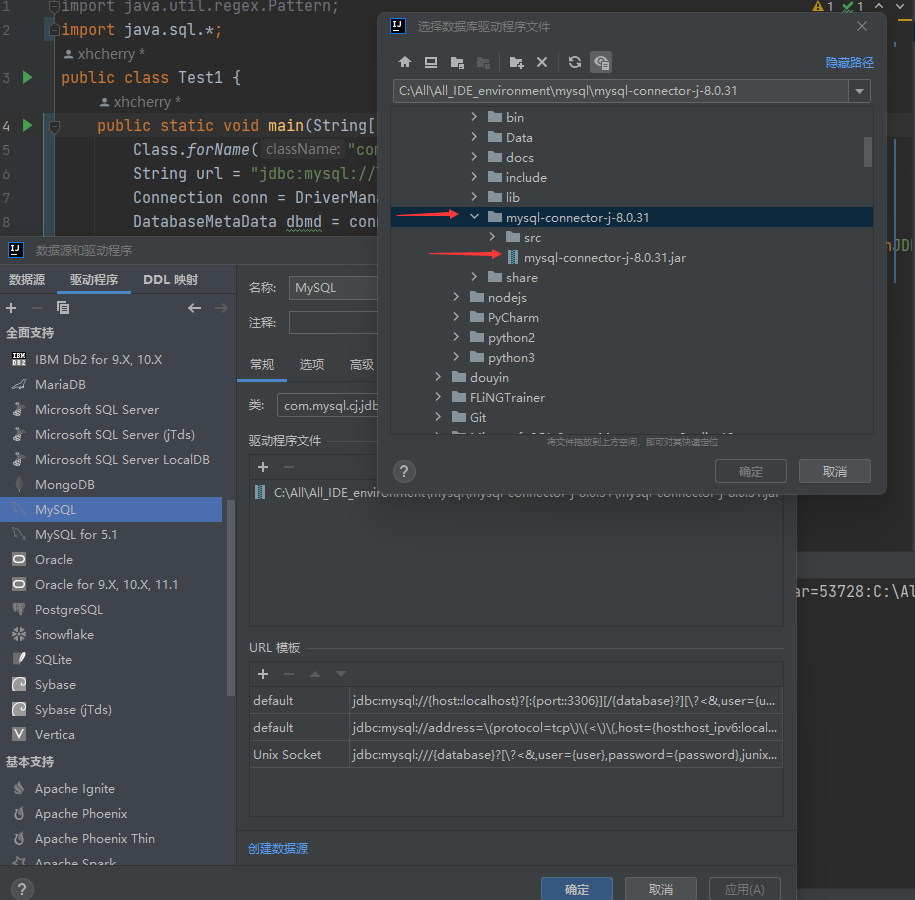 1 import java.util.regex.Pattern;
2 import java.sql.*;
xhcherry *
3 public class Test1 {
xhcherry *
4 public static void main(String[
5 Class.forName( className: "con
6 String url = "jdbc:mysql://
7 Connection conn = DriverMana
8 DatabaseMetaData dbmd = conn
1 1
选择数据库驱动程序文件
隐藏路径
C:\All\All_IDE_environment\mysql\mysql-connector-j-8.0.31
bin
Data
docs
include
lib
mysql-connector-j-8.0.31
src
mysql-connector-j-8.0.31.jar
share
nodejs
PyCharm
python2
python3
douyin
FLiNGTrainer
Git
将文件拖放到上方空间，即可对其快速定位
?
确定
取消
数据源和驱动程序
数据源 驱动程序 DDL 映射
全面支持
IBM Db2 for 9.X, 10.X
MariaDB
Microsoft SQL Server
Microsoft SQL Server (jTds)
Microsoft SQL Server LocalDB
MongoDB
MySQL
MySQL for 5.1
Oracle
Oracle for 9.X, 10.X, 11.1
PostgreSQL
Snowflake
SQLite
Sybase
Sybase (jTds)
Vertica
基本支持
Apache Ignite
Apache Phoenix
Apache Phoenix Thin
Apache Spark
名称: MySQL
注释:
常规 选项 高级
类: com.mysql.cj.jdb
驱动程序文件
C:\All\All_IDE_environment\mysql\mysql-connector-j-8.0.31\mysql-connector-j-8.0.31.jar
URL 模板
default jdbc:mysql://{host::localhost}?[:{port::3306}][/{database}?][\?<&,user={u...
default jdbc:mysql://address=\(protocol=tcp\)\(<\)\(,host={host:host_ipv6:local...
Unix Socket jdbc:mysql:///{database}?[\?<&,user={user},password={password},junix...
创建数据源
?
确定 取消 应用(A)
nJD
ar=53728:C:\Al